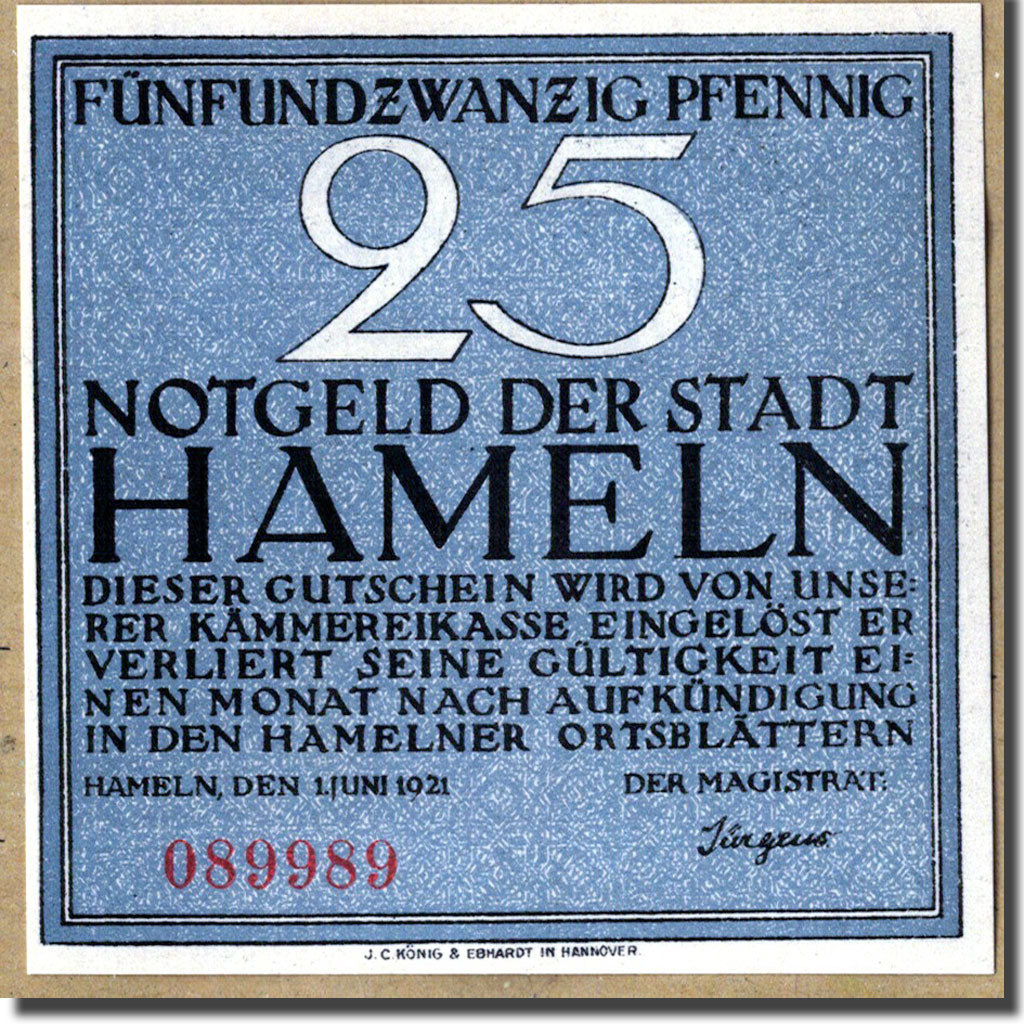 FÜNFUNDZWANZIG PFENNIG
25
NOTGELD DER STADT
HAMELN
DIESER GUTSCHEIN WIRD VON UNSE=
RER KÄMMEREIKASSE EINGELÖST ER
VERLIERT SEINE GÜLTIGKEIT EI=
NEN MONAT NACH AUFKÜNDIGUNG
IN DEN HAMELNER ORTSBLÄTTERN
HAMELN, DEN 1. JUNI 1921 DER MAGISTRAT:
Jürgens
089989
J. C. KÖNIG & EBHARDT IN HANNOVER.